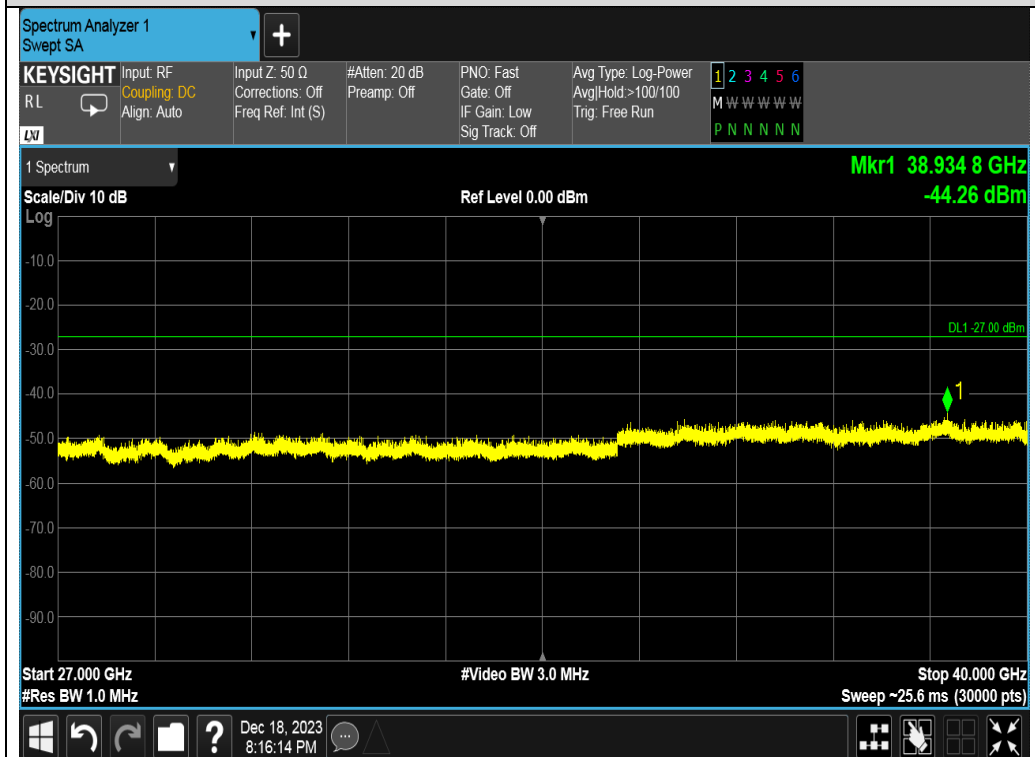 Spectrum Analyzer 1
Swept SA
KEYSIGHT
R L
LXI
Input: RF
Coupling: DC
Align: Auto
Input Z: 50 Ω
Corrections: Off
Freq Ref: Int (S)
#Atten: 20 dB
Preamp: Off
PNO: Fast
Gate: Off
IF Gain: Low
Sig Track: Off
Avg Type: Log-Power
Avg|Hold:>100/100
Trig: Free Run
1 2 3 4 5 6
M W W W W W
P N N N N N
1 Spectrum
Mkr1 38.934 8 GHz
Scale/Div 10 dB
Ref Level 0.00 dBm
-44.26 dBm
Log
-10.0
-20.0
DL1 -27.00 dBm
-30.0
-40.0
1
-50.0
-60.0
-70.0
-80.0
-90.0
Start 27.000 GHz
#Video BW 3.0 MHz
Stop 40.000 GHz
#Res BW 1.0 MHz
Sweep ~25.6 ms (30000 pts)
?
Dec 18, 2023
8:16:14 PM